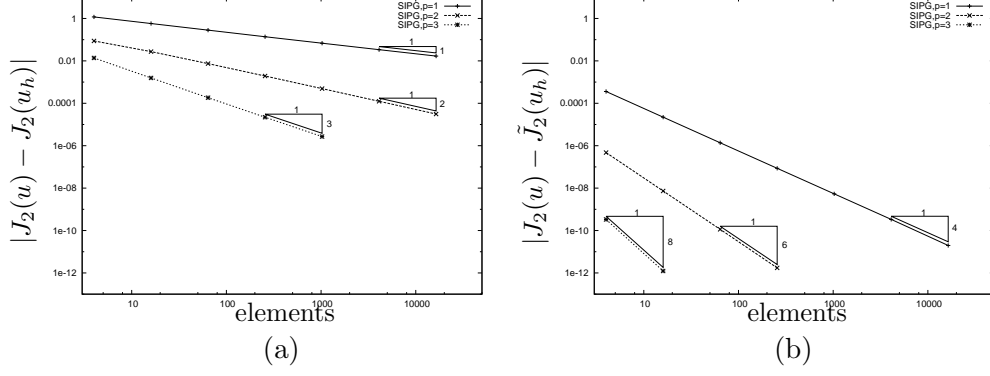 |J₂(u) − J₂(u_h)|
1
0.01
0.0001
1e-06
1e-08
1e-10
1e-12
10
100
1000
10000
elements
SIPG,p=1
SIPG,p=2
SIPG,p=3
1
1
1
2
1
3
(a)
|J₂(u) − J̃₂(u_h)|
1
0.01
0.0001
1e-06
1e-08
1e-10
1e-12
10
100
1000
10000
elements
SIPG,p=1
SIPG,p=2
SIPG,p=3
1
8
1
6
1
4
(b)